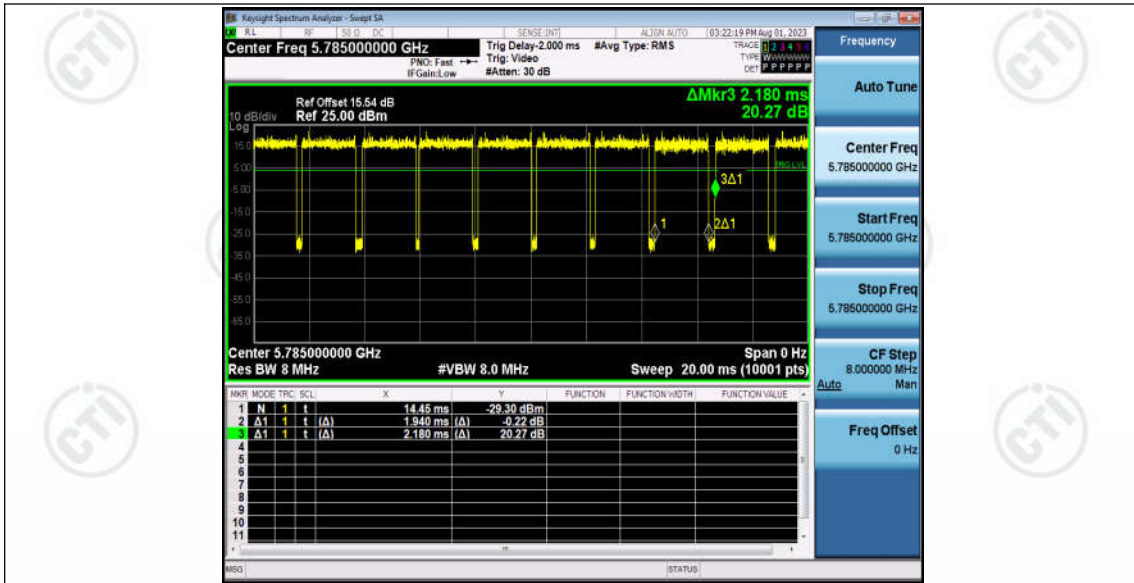 Keysight Spectrum Analyzer - Swept SA
RL RF 50 Ω DC SENSE:INT ALIGN AUTO 03:22:19 PM Aug 01, 2023
Center Freq 5.785000000 GHz Trig Delay-2.000 ms #Avg Type: RMS TRACE 1 2 3 4 5 6
PNO: Fast Trig: Video TYPE
IFGain:Low #Atten: 30 dB DET P P P P P P
Frequency
Auto Tune
ΔMkr3 2.180 ms
Ref Offset 15.54 dB
10 dB/div Ref 25.00 dBm 20.27 dB
Log
15.0
5.00
-5.00
-15.0
-25.0
-35.0
-45.0
-55.0
-65.0
TRIG LVL
3Δ1
1
2Δ1
Center 5.785000000 GHz Span 0 Hz
Res BW 8 MHz #VBW 8.0 MHz Sweep 20.00 ms (10001 pts)
MKR MODE TRC SCL X Y FUNCTION FUNCTION WIDTH FUNCTION VALUE
1 N 1 t 14.45 ms -29.30 dBm
2 Δ1 1 t (Δ) 1.940 ms (Δ) -0.22 dB
3 Δ1 1 t (Δ) 2.180 ms (Δ) 20.27 dB
4
5
6
7
8
9
10
11
MSG STATUS
Center Freq
5.785000000 GHz
Start Freq
5.785000000 GHz
Stop Freq
5.785000000 GHz
CF Step
8.000000 MHz
Auto Man
Freq Offset
0 Hz
CTI
CTI
CTI
CTI